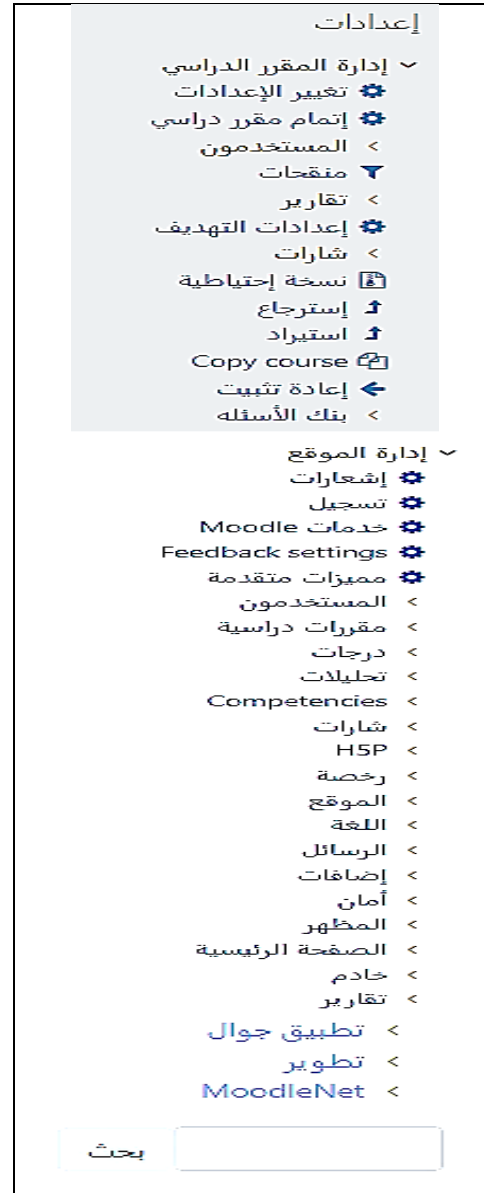 إعدادات
إدارة المقرر الدراسي
تغيير الإعدادات
إتمام مقرر دراسي
المستخدمون
منقحات
تقارير
إعدادات التهديف
شارات
نسخة إحتياطية
إسترجاع
استيراد
Copy course
إعادة تثبيت
بنك الأسئله
إدارة الموقع
إشعارات
تسجيل
خدمات Moodle
Feedback settings
مميزات متقدمة
المستخدمون
مقررات دراسية
درجات
تحليلات
Competencies
شارات
H5P
رخصة
الموقع
اللغة
الرسائل
إضافات
أمان
المظهر
الصفحة الرئيسية
خادم
تقارير
تطبيق جوال
تطوير
MoodleNet
بحث